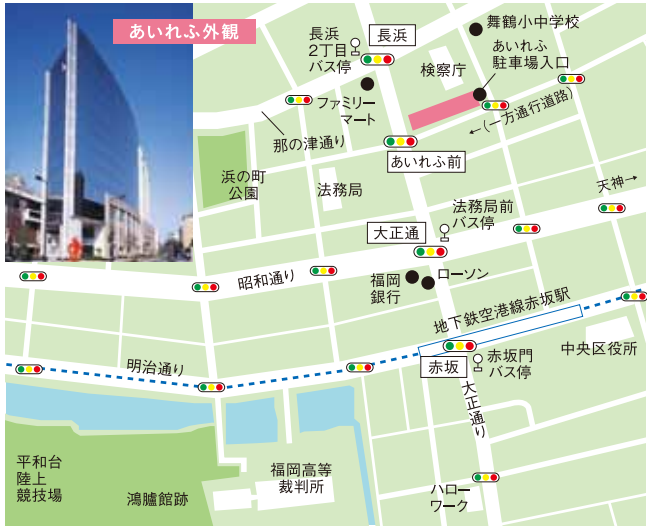 あいれふ外観
長浜
2丁目
バス停
長浜
舞鶴小中学校
検察庁
あいれふ
駐車場入口
ファミリー
マート
(一方通行道路)
那の津通り
あいれふ前
浜の町
公園
法務局
天神→
法務局前
バス停
大正通
昭和通り
福岡
銀行
ローソン
地下鉄空港線赤坂駅
中央区役所
明治通り
赤坂
赤坂門
バス停
大正通り
平和台
陸上
競技場
鴻臚館跡
福岡高等
裁判所
ハロー
ワーク